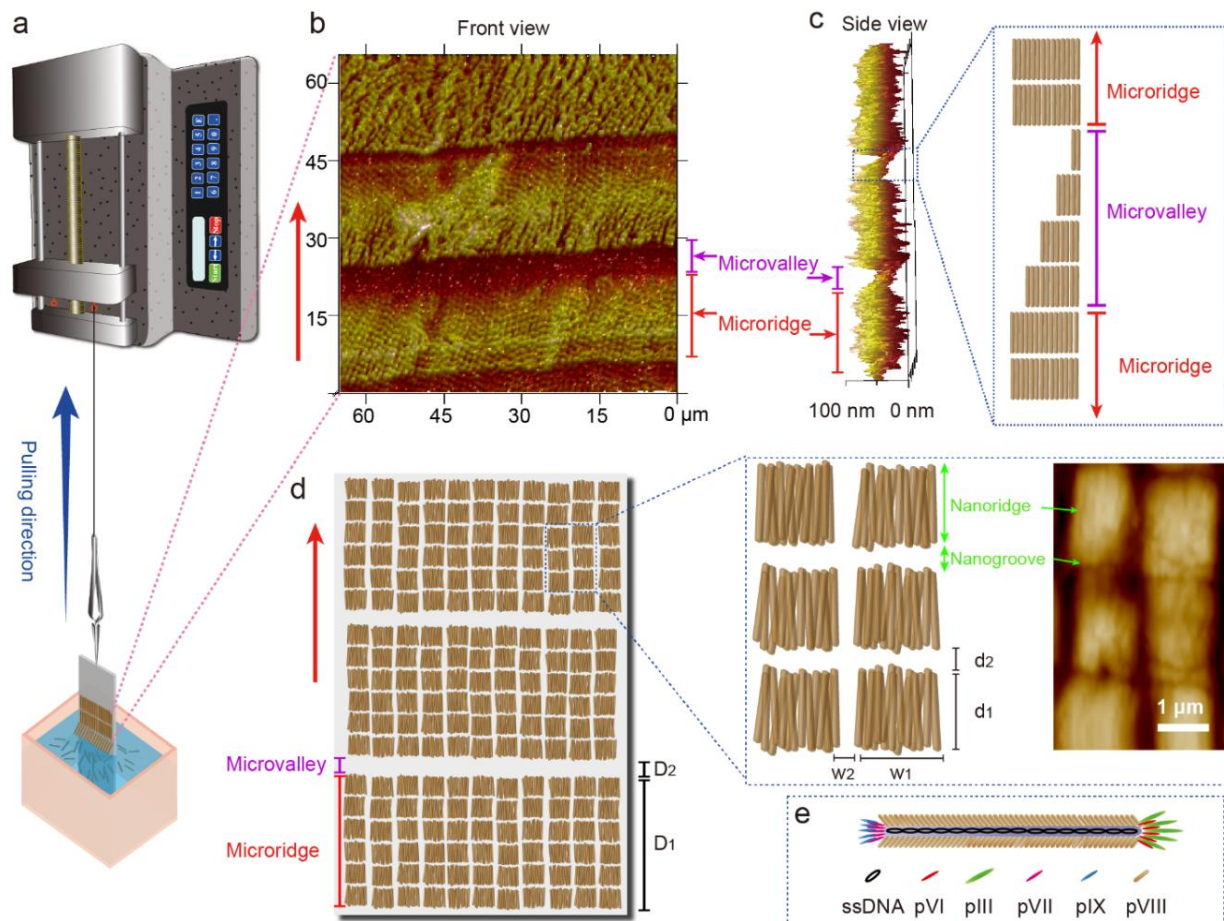 a
Pulling direction
Start
Stop
b
Front view
60
45
30
15
60
45
30
15
0 µm
Microvalley
Microridge
c
Side view
100 nm
0 nm
Microridge
Microvalley
Microridge
d
Microvalley
Microridge
D2
D1
Nanoridge
Nanogroove
d2
d1
W2
W1
1 µm
e
ssDNA
pVI
pIII
pVII
pIX
pVIII